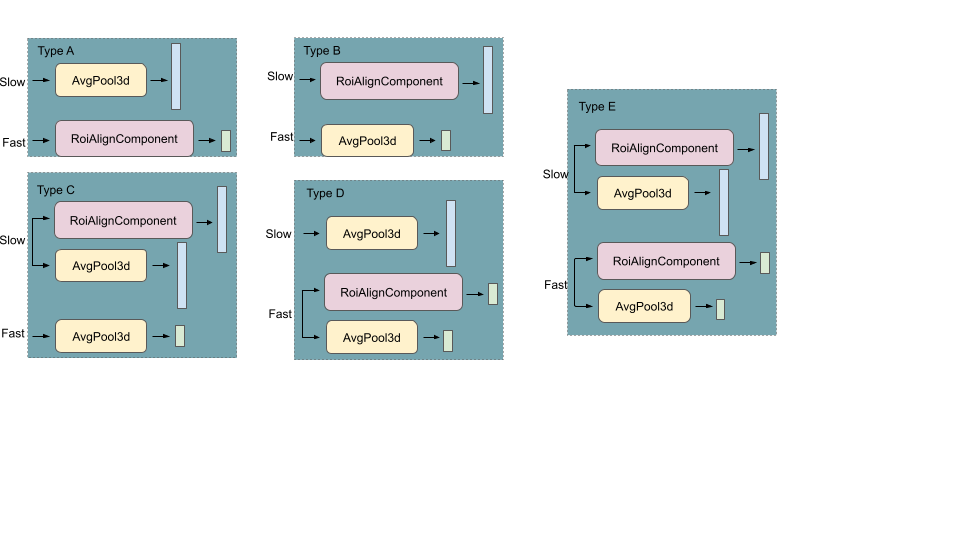 Type A
Slow
AvgPool3d
Fast
RoiAlignComponent
Type B
Slow
RoiAlignComponent
Fast
AvgPool3d
Type C
RoiAlignComponent
Slow
AvgPool3d
Fast
AvgPool3d
Type D
Slow
AvgPool3d
RoiAlignComponent
Fast
AvgPool3d
Type E
RoiAlignComponent
Slow
AvgPool3d
RoiAlignComponent
Fast
AvgPool3d